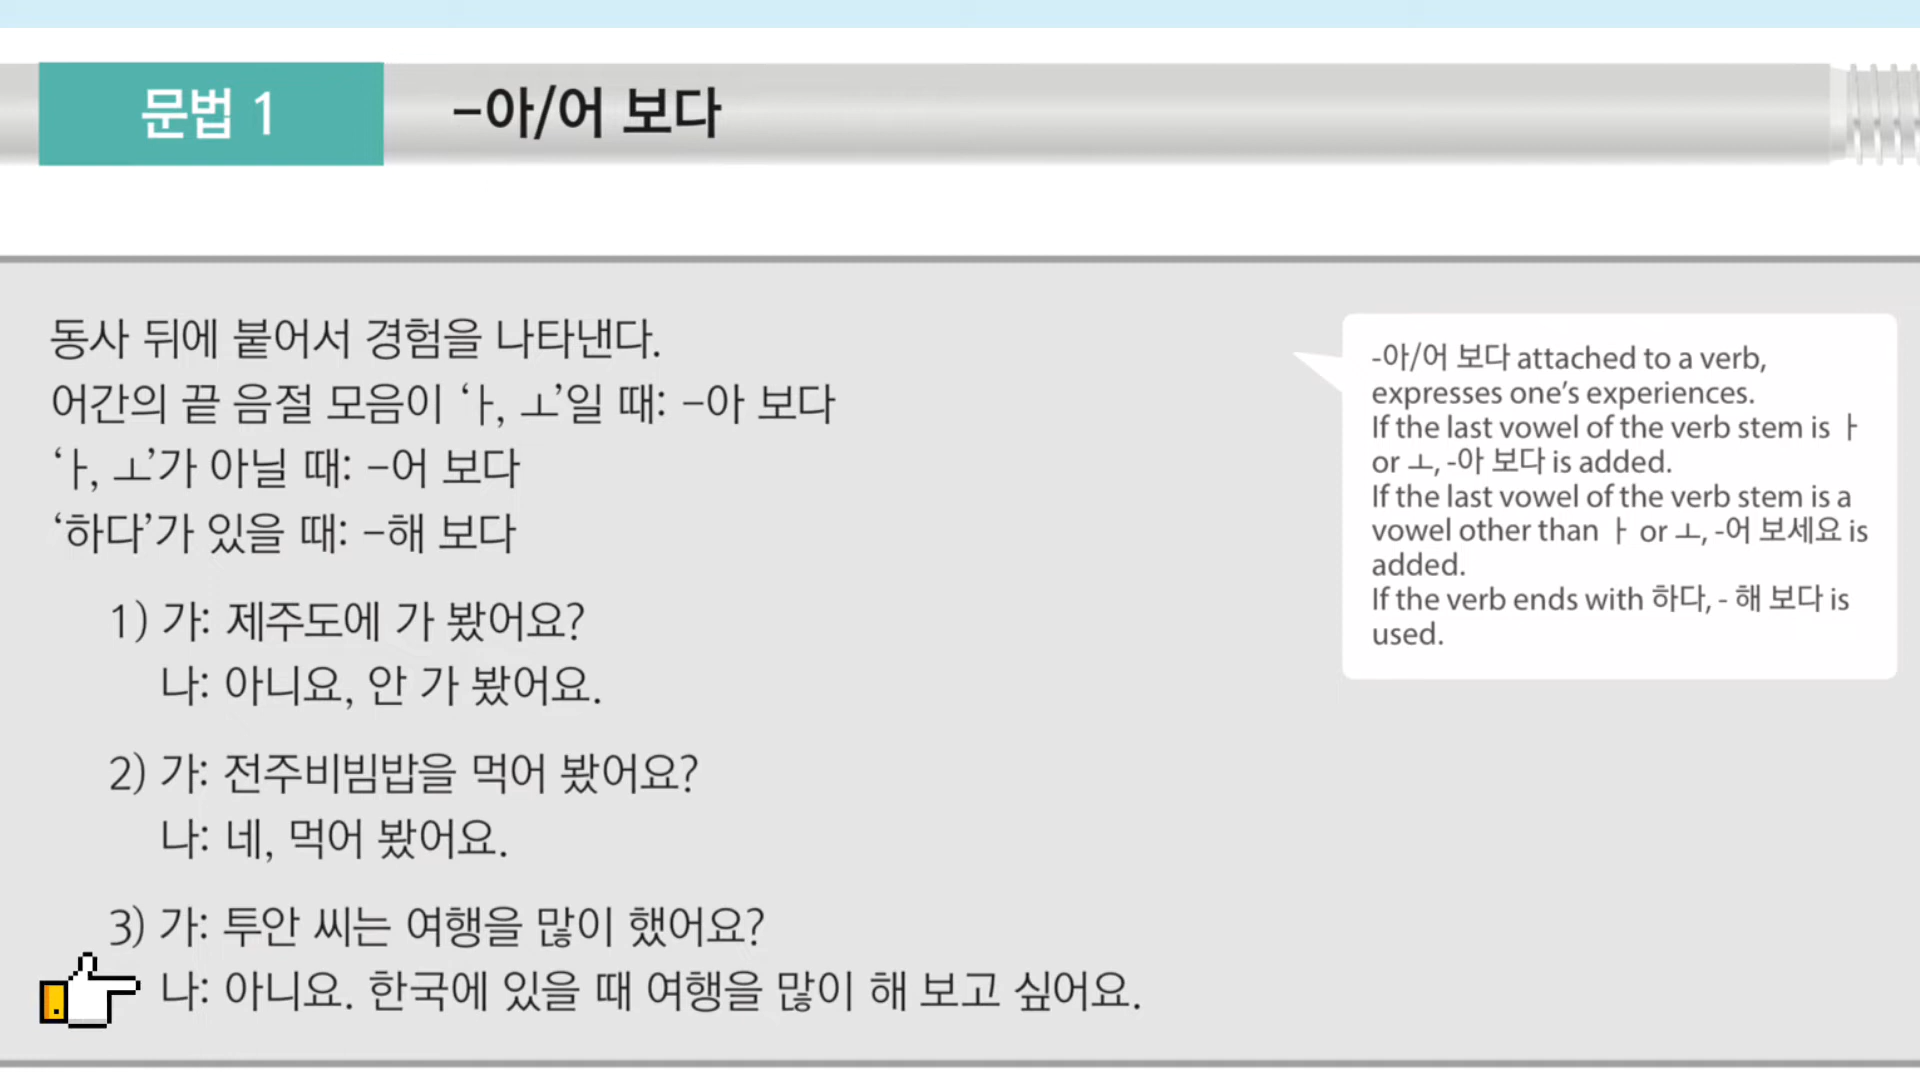 문법 1
-아/어 보다
동사 뒤에 붙어서 경험을 나타낸다.
어간의 끝 음절 모음이 ‘ㅏ, ㅗ’일 때: -아 보다
‘ㅏ, ㅗ’가 아닐 때: -어 보다
‘하다’가 있을 때: -해 보다
1) 가: 제주도에 가 봤어요?
나: 아니요, 안 가 봤어요.
2) 가: 전주비빔밥을 먹어 봤어요?
나: 네, 먹어 봤어요.
3) 가: 투안 씨는 여행을 많이 했어요?
나: 아니요. 한국에 있을 때 여행을 많이 해 보고 싶어요.
-아/어 보다 attached to a verb,
expresses one’s experiences.
If the last vowel of the verb stem is ㅏ
or ㅗ, -아 보다 is added.
If the last vowel of the verb stem is a
vowel other than ㅏ or ㅗ, -어 보세요 is
added.
If the verb ends with 하다, - 해 보다 is
used.